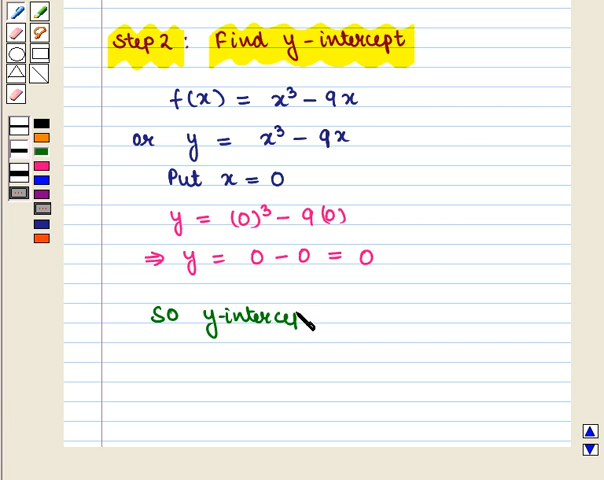 Step 2 : Find y-intercept
f(x) = x³ - 9x
or y = x³ - 9x
Put x = 0
y = (0)³ - 9(0)
⇒ y = 0 - 0 = 0
So y-intercep